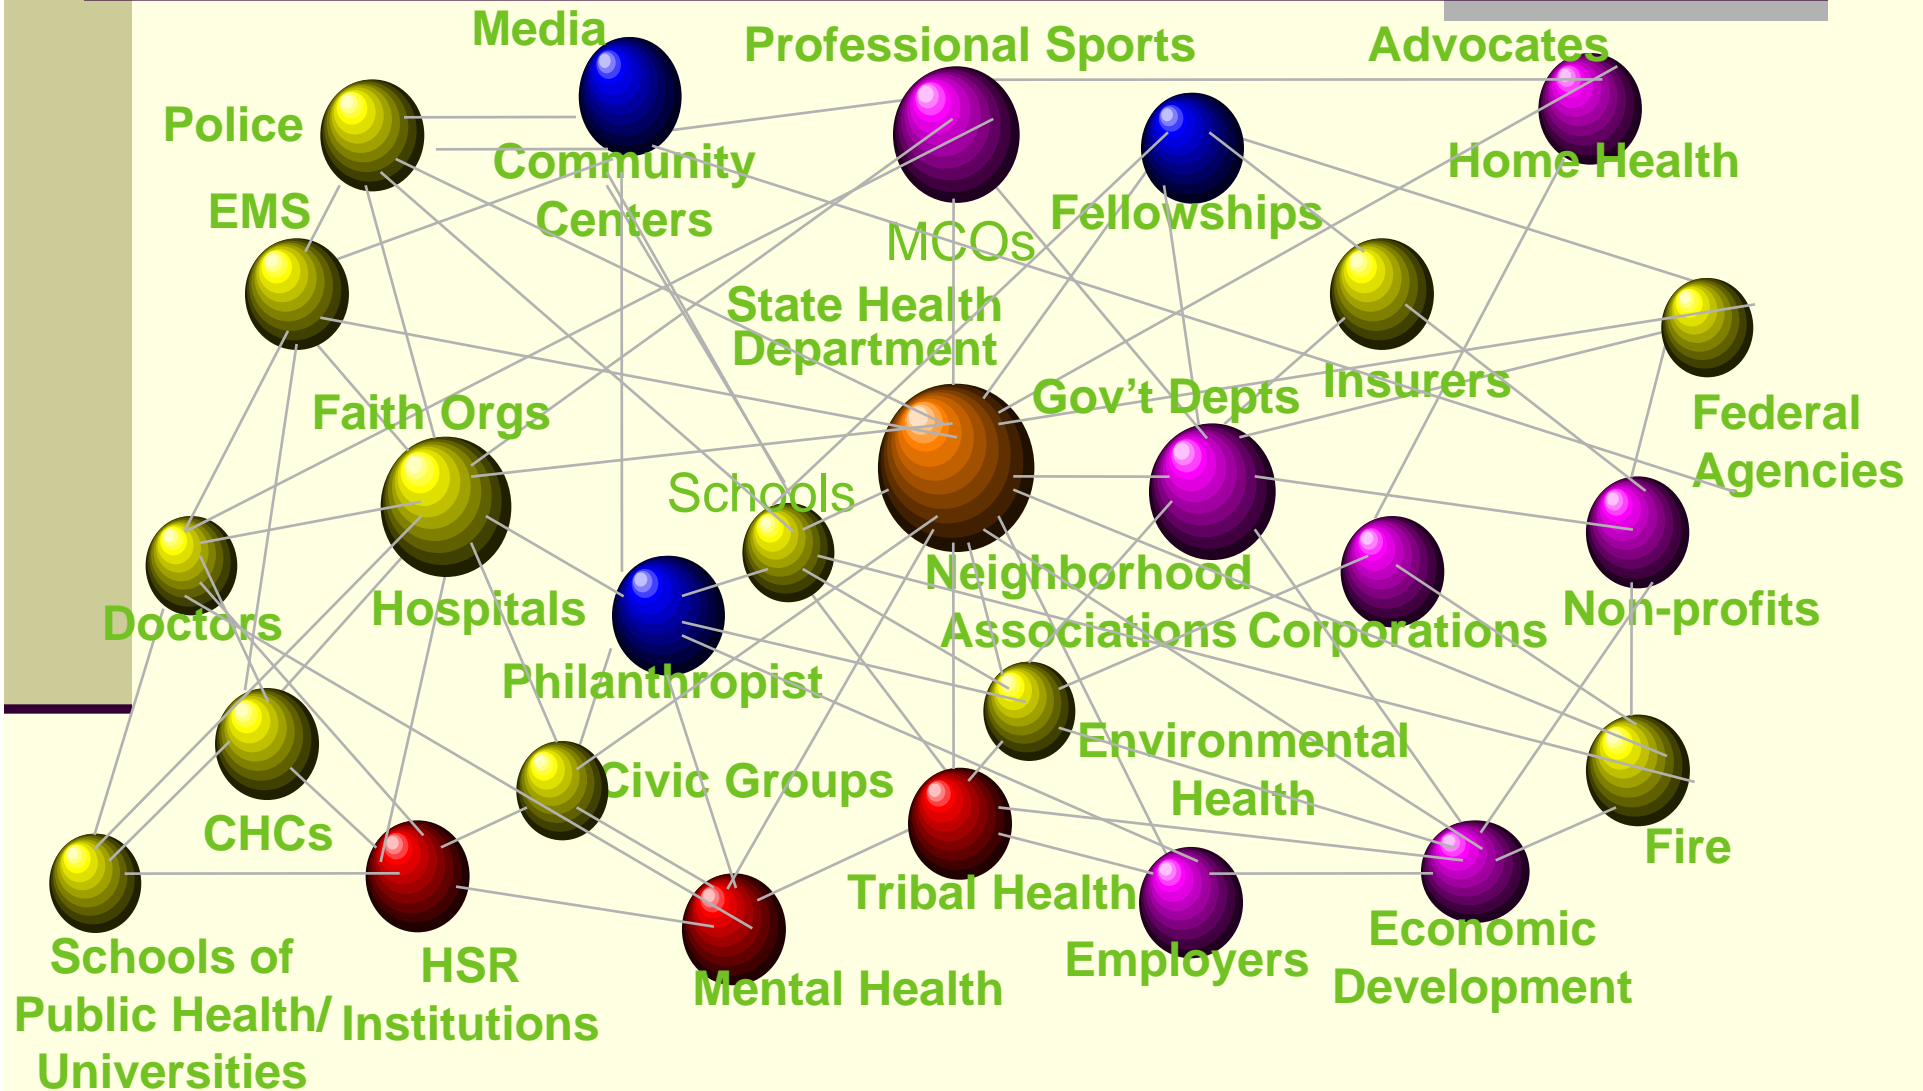 Media
Professional Sports
Advocates
Police
Community
Centers
Home Health
EMS
Fellowships
MCOs
State Health
Department
Faith Orgs
Gov’t Depts
Insurers
Federal
Agencies
Schools
Neighborhood
Associations
Corporations
Non-profits
Doctors
Hospitals
Philanthropist
Environmental
Health
Civic Groups
CHCs
Fire
Tribal Health
Employers
Economic
Development
Schools of
Public Health/
Universities
HSR
Institutions
Mental Health